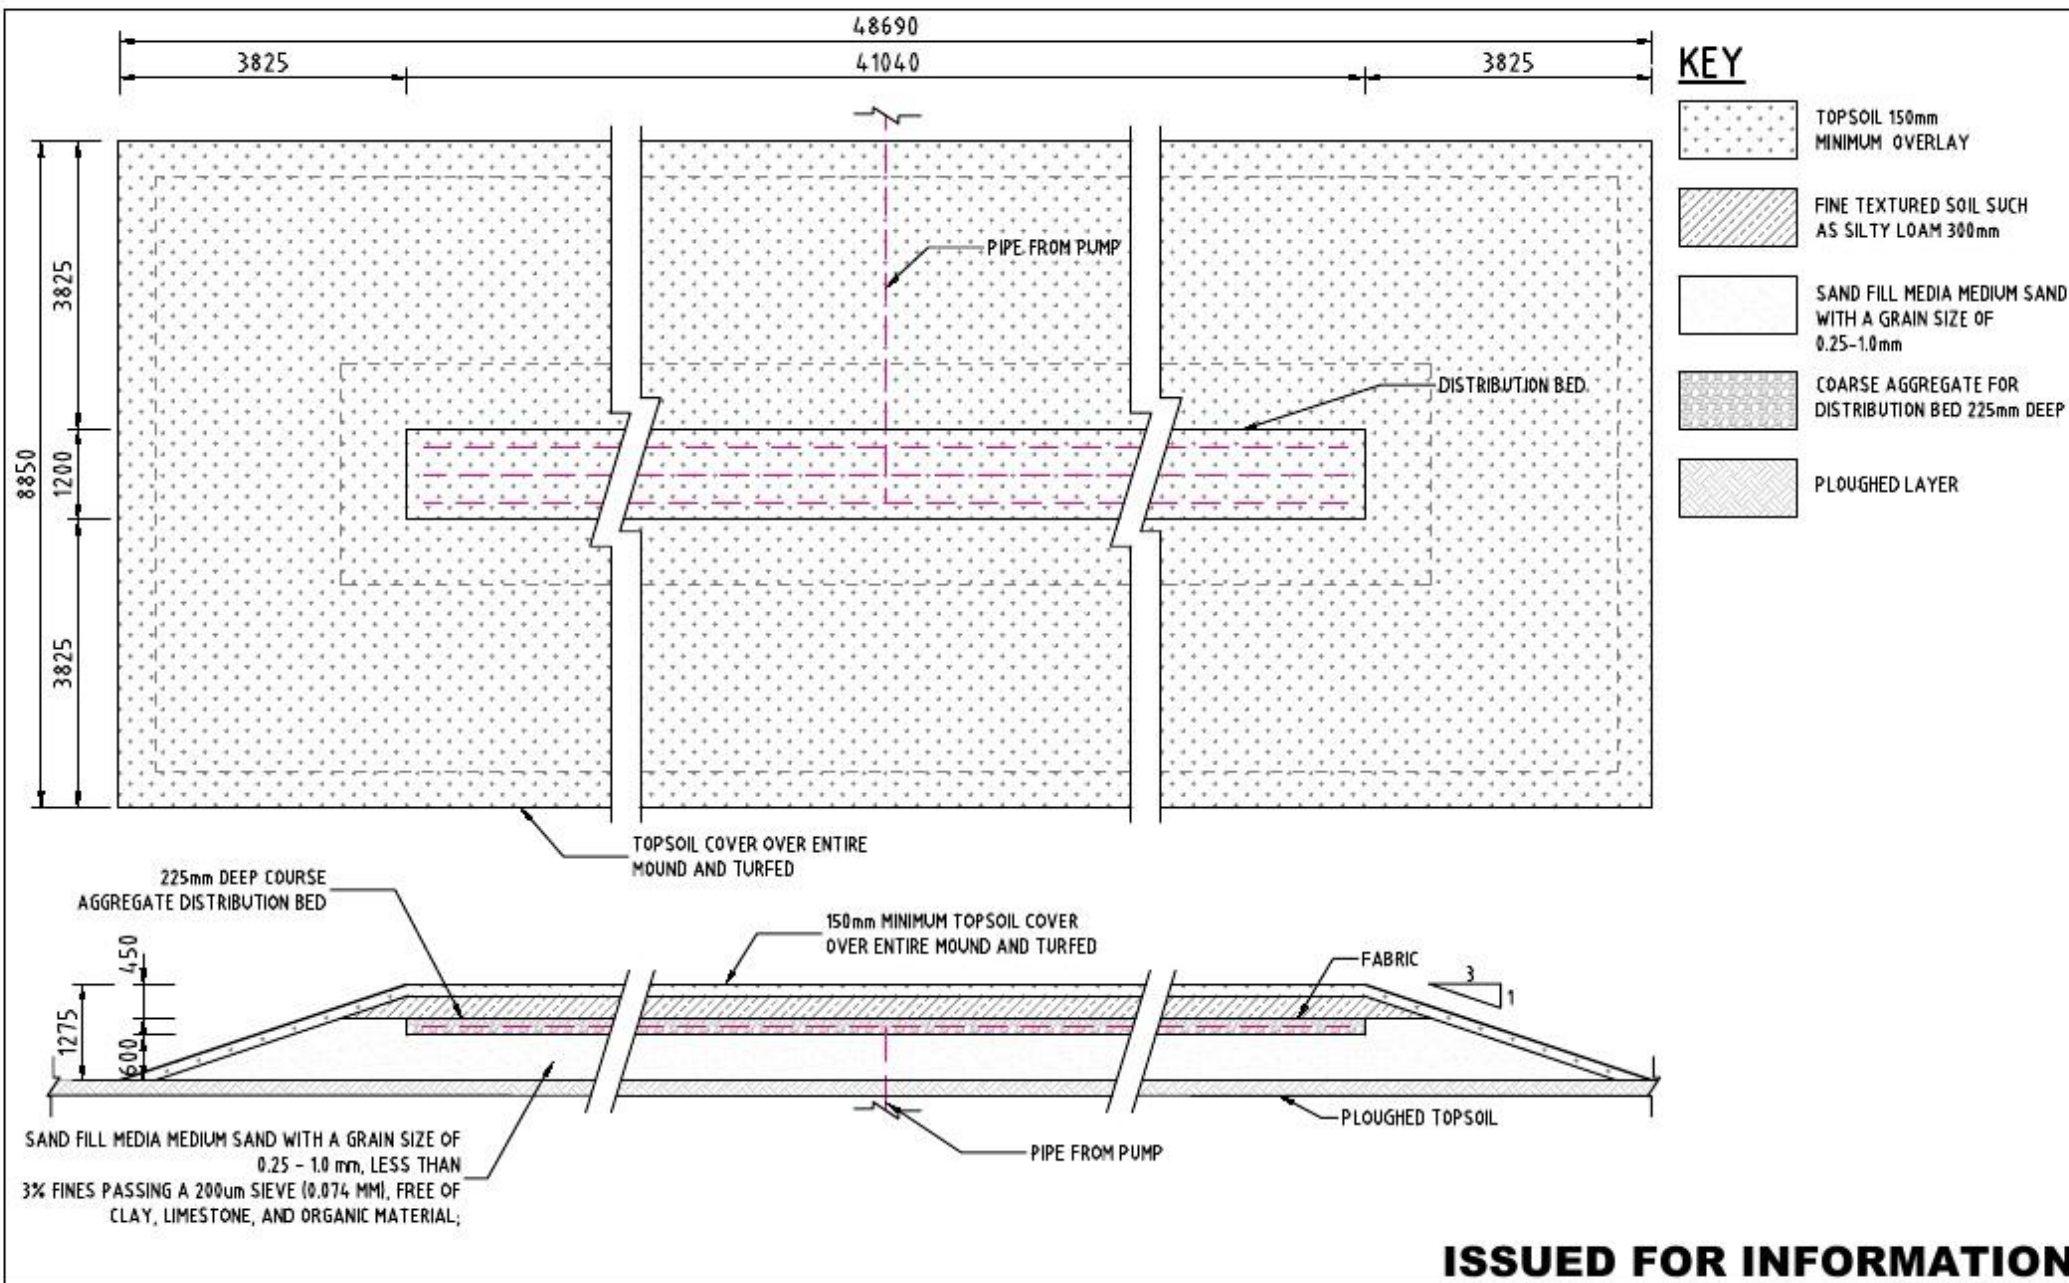 48690
3825
41040
3825
8850
3825
1200
3825
PIPE FROM PUMP
DISTRIBUTION BED
TOPSOIL COVER OVER ENTIRE
MOUND AND TURFED
KEY
TOPSOIL 150mm
MINIMUM OVERLAY
FINE TEXTURED SOIL SUCH
AS SILTY LOAM 300mm
SAND FILL MEDIA MEDIUM SAND
WITH A GRAIN SIZE OF
0.25-1.0mm
COARSE AGGREGATE FOR
DISTRIBUTION BED 225mm DEEP
PLOUGHED LAYER
225mm DEEP COURSE
AGGREGATE DISTRIBUTION BED
150mm MINIMUM TOPSOIL COVER
OVER ENTIRE MOUND AND TURFED
FABRIC
3
1
450
1275
600
PLOUGHED TOPSOIL
PIPE FROM PUMP
SAND FILL MEDIA MEDIUM SAND WITH A GRAIN SIZE OF
0.25 - 1.0 mm, LESS THAN
3% FINES PASSING A 200um SIEVE (0.074 MM), FREE OF
CLAY, LIMESTONE, AND ORGANIC MATERIAL;
ISSUED FOR INFORMATION